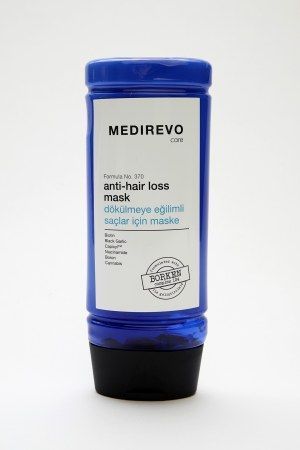 MEDIREVO
care
Formula No. 370
anti-hair loss
mask
dökülmeye eğilimli
saçlar için maske
Biotin
Black Garlic
Capixyl™
Niacinamide
Boron
Cannabis
BORKEN